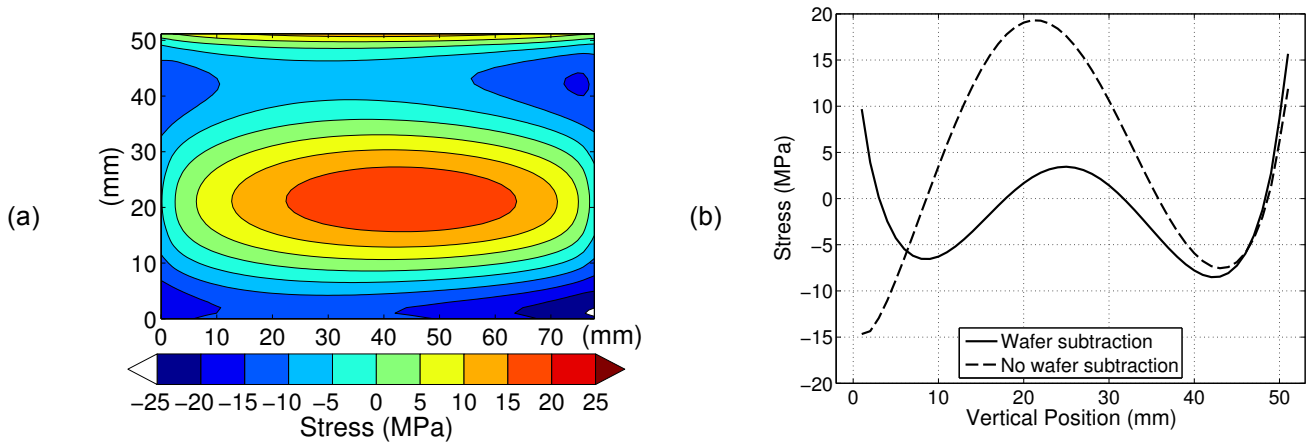 (a)
50
40
30
20
10
0
(mm)
0 10 20 30 40 50 60 70 (mm)
−25 −20 −15 −10 −5 0 5 10 15 20 25
Stress (MPa)
(b)
20
15
10
5
0
−5
−10
−15
−20
Stress (MPa)
Wafer subtraction
No wafer subtraction
0 10 20 30 40 50
Vertical Position (mm)